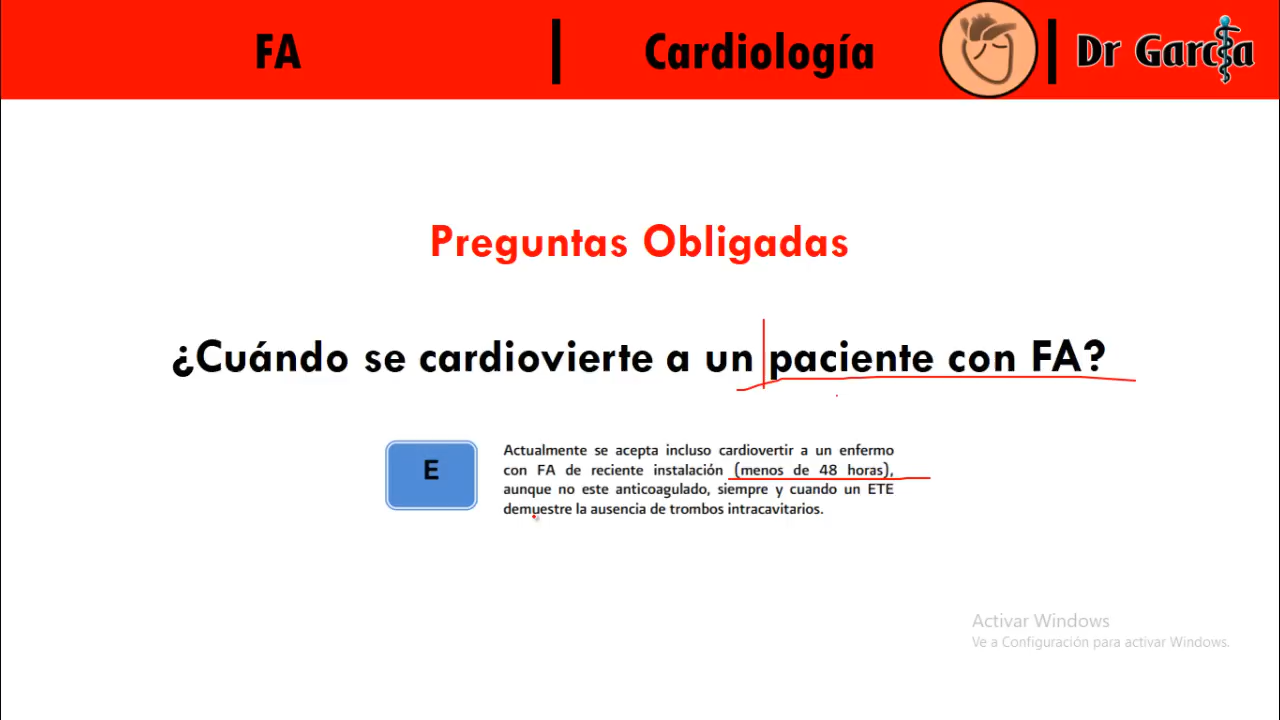 FA
Cardiología
Dr García
Preguntas Obligadas
¿Cuándo se cardiovierte a un paciente con FA?
E
Actualmente se acepta incluso cardiovertir a un enfermo
con FA de reciente instalación (menos de 48 horas),
aunque no este anticoagulado, siempre y cuando un ETE
demuestre la ausencia de trombos intracavitarios.
Activar Windows
Ve a Configuración para activar Windows.